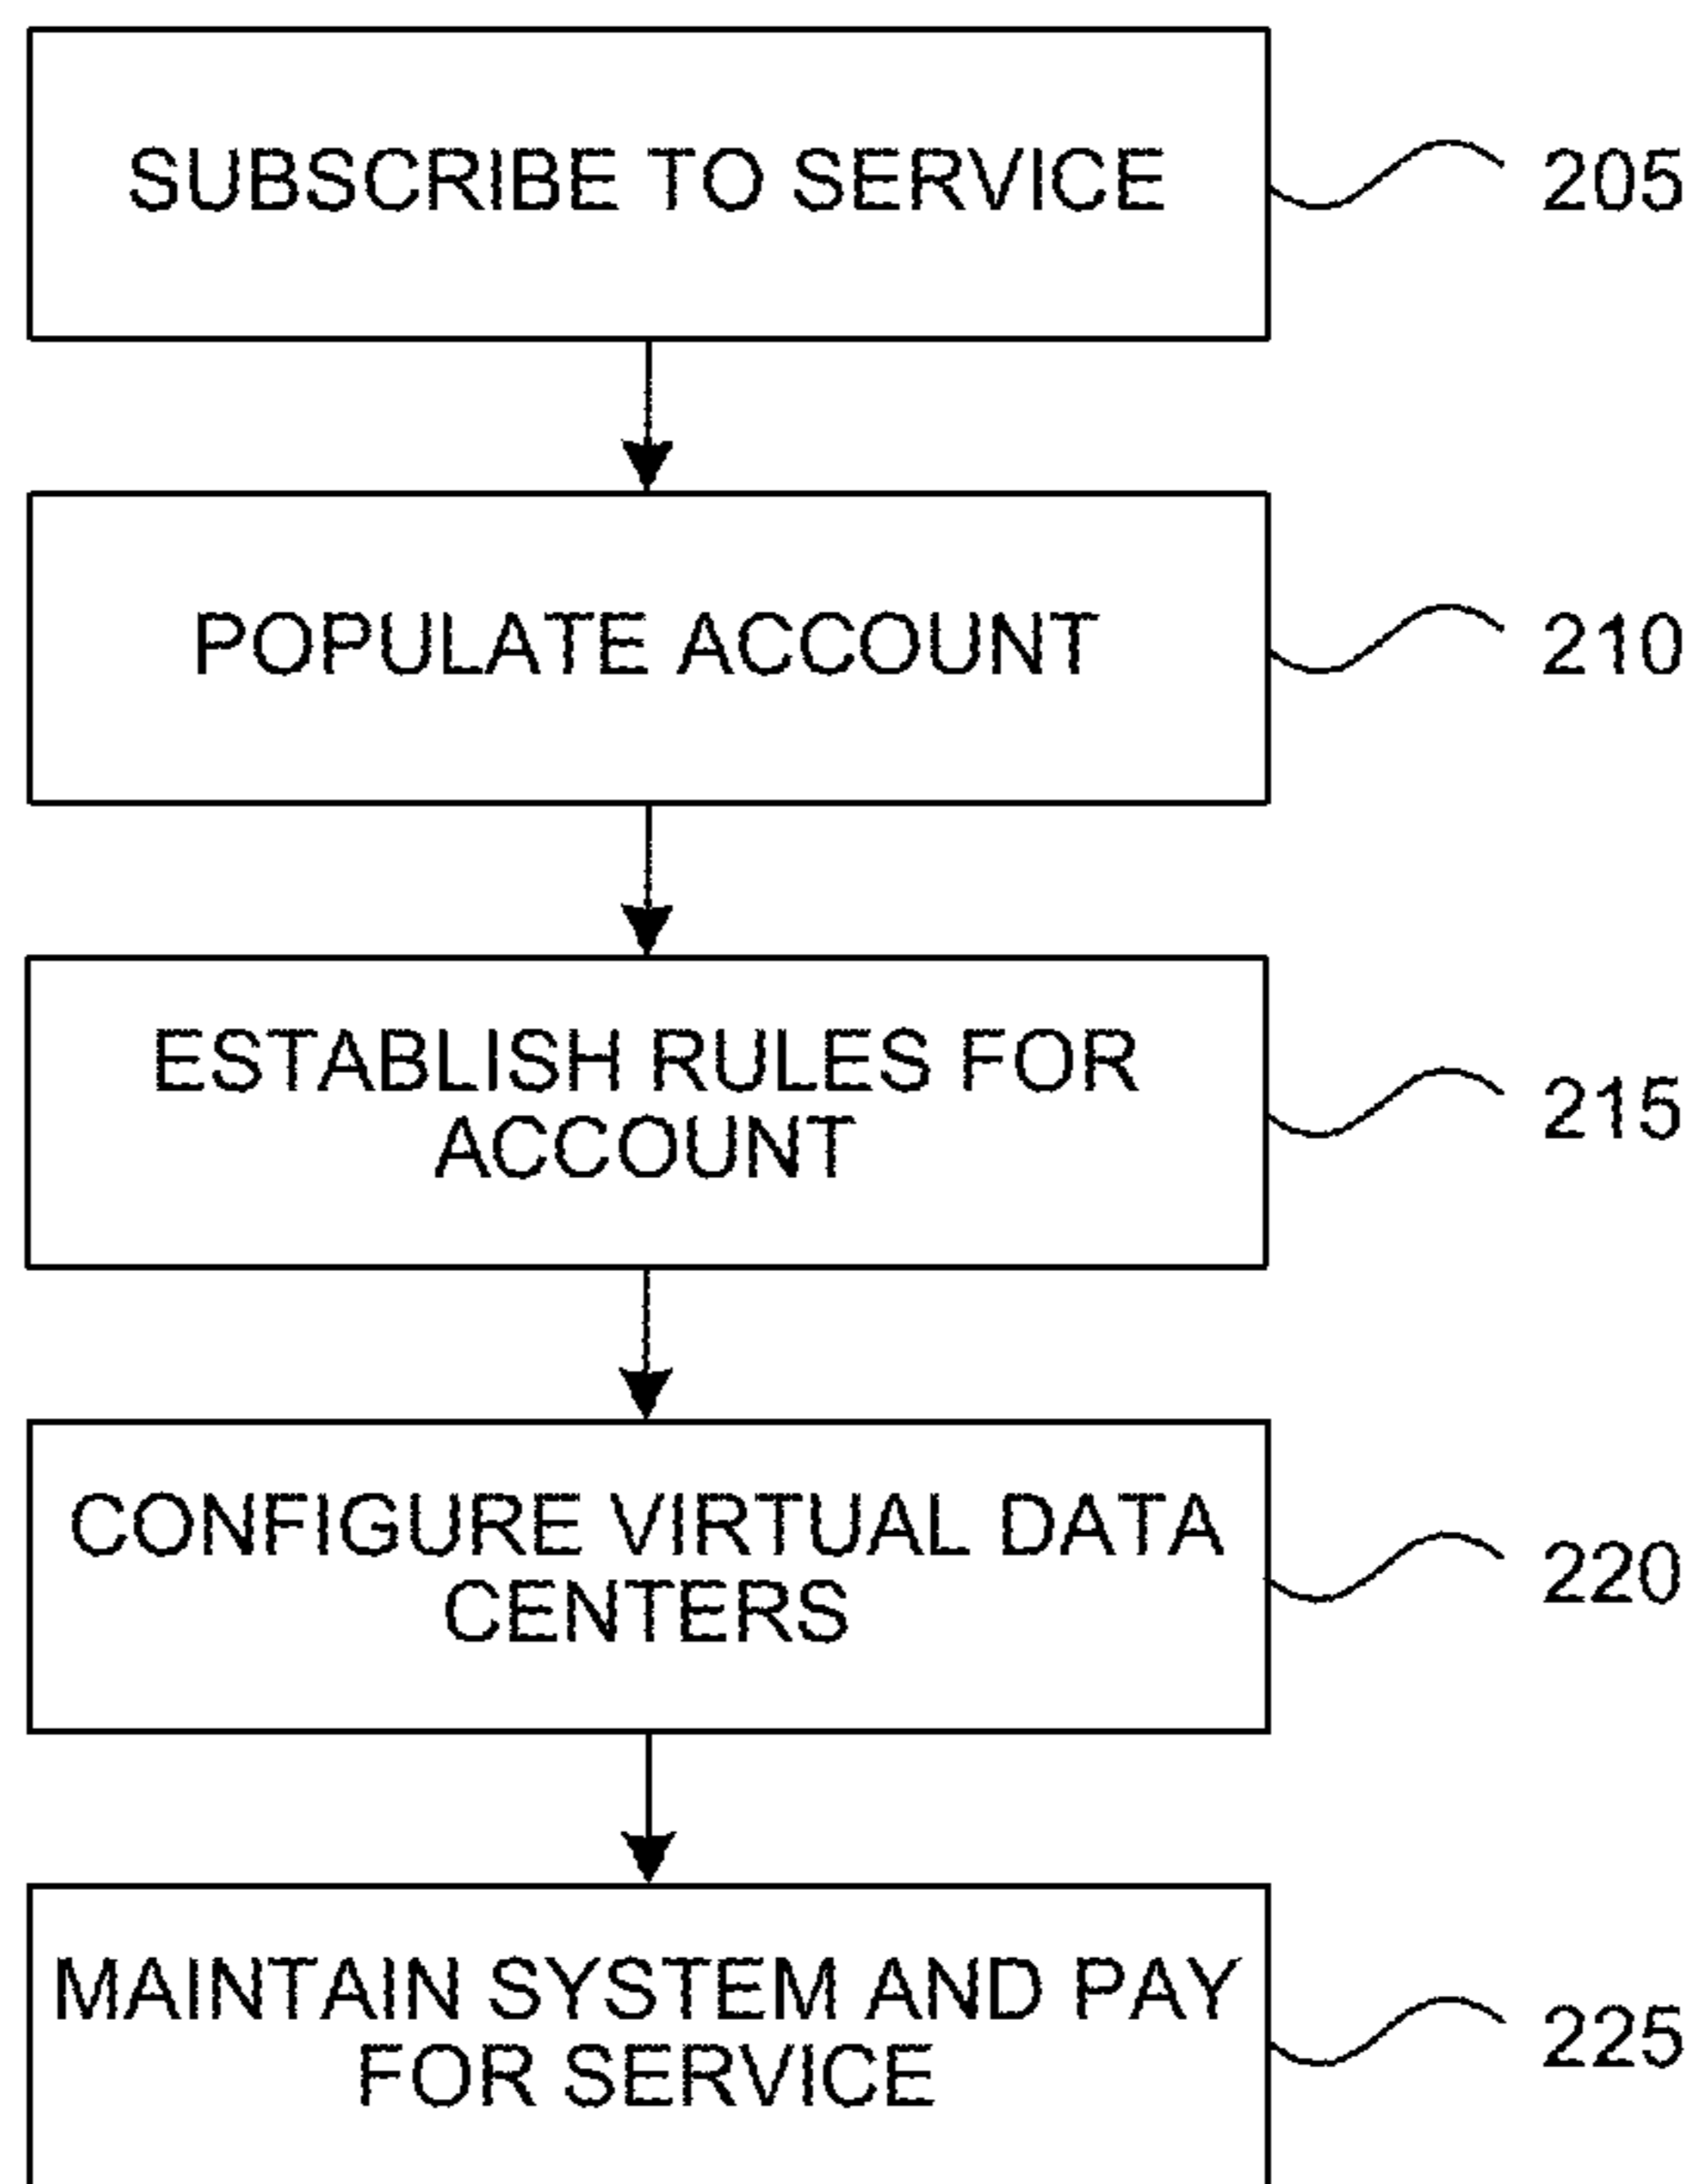 SUBSCRIBE TO SERVICE
205
POPULATE ACCOUNT
210
ESTABLISH RULES FOR
ACCOUNT
215
CONFIGURE VIRTUAL DATA
CENTERS
220
MAINTAIN SYSTEM AND PAY
FOR SERVICE
225